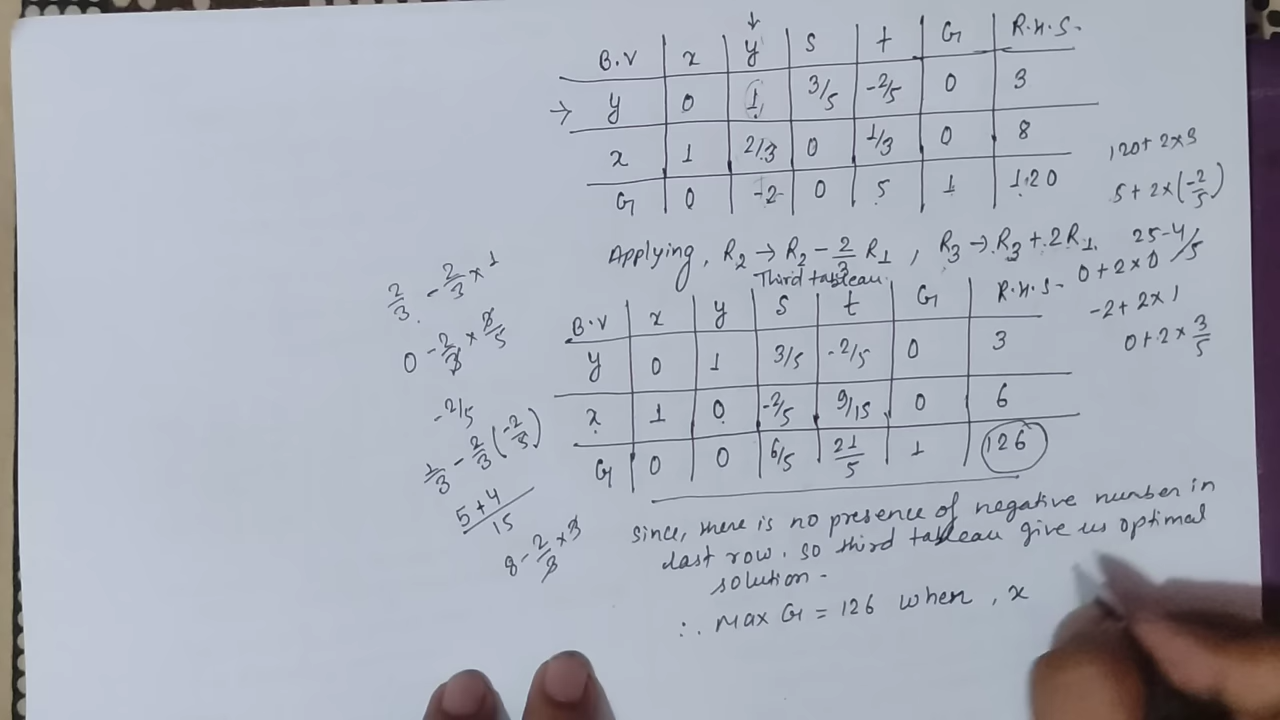 B.V x y s t G R.H.S.
y 0 1 3/5 -2/5 0 3
x 1 2/3 0 1/3 0 8
G 0 -2 0 5 1 120
120 + 2×3
5 + 2×(-2/5)
25-4/5
0 + 2×0
-2 + 2×1
0 + 2 × 3/5
Applying, R2 → R2 - 2/3 R1, R3 → R3 + 2R1.
Third tableau.
B.V x y s t G R.H.S.
y 0 1 3/5 -2/5 0 3
x 1 0 -2/5 9/15 0 6
G 0 0 6/5 21/5 1 126
2/3 - 2/3 × 1
0 - 2/3 × 3/5
-2/5
1/3 - 2/3 (-2/5)
5+4/15
8 - 2/3 × 3
Since, there is no presence of negative number in
last row. so third tableau give us optimal
solution -
∴ Max G = 126 when, x